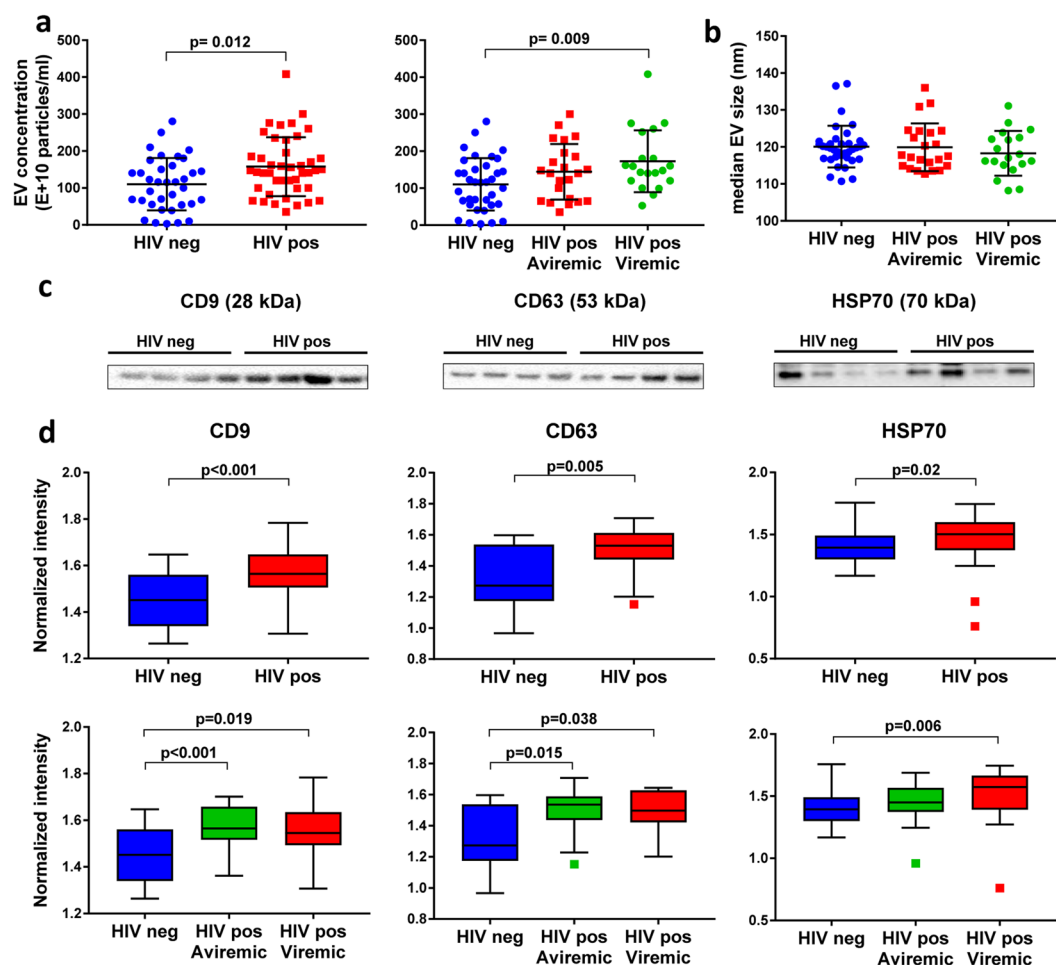 a
EV concentration
(E+10 particles/ml)
500
400
300
200
100
0
p= 0.012
HIV neg
HIV pos
500
400
300
200
100
0
p= 0.009
HIV neg
HIV pos
Aviremic
HIV pos
Viremic
b
median EV size (nm)
150
140
130
120
110
100
HIV neg
HIV pos
Aviremic
HIV pos
Viremic
c
CD9 (28 kDa)
HIV neg
HIV pos
CD63 (53 kDa)
HIV neg
HIV pos
HSP70 (70 kDa)
HIV neg
HIV pos
d
CD9
Normalized intensity
2.0
1.8
1.6
1.4
1.2
p<0.001
HIV neg
HIV pos
CD63
2.0
1.8
1.6
1.4
1.2
1.0
0.8
p=0.005
HIV neg
HIV pos
HSP70
2.0
1.5
1.0
0.5
p=0.02
HIV neg
HIV pos
Normalized intensity
2.0
1.8
1.6
1.4
1.2
p=0.019
p<0.001
HIV neg
HIV pos
Aviremic
HIV pos
Viremic
2.0
1.8
1.6
1.4
1.2
1.0
0.8
p=0.038
p=0.015
HIV neg
HIV pos
Aviremic
HIV pos
Viremic
2.0
1.5
1.0
0.5
p=0.006
HIV neg
HIV pos
Aviremic
HIV pos
Viremic